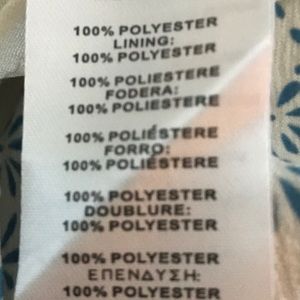 100% POLYESTER
LINING:
100% POLYESTER
100% POLIESTERE
FODERA:
100% POLIESTERE
100% POLIÉSTERE
FORRO:
100% POLIÉSTERE
100% POLYESTER
DOUBLURE:
100% POLYESTER
100% POLYESTER
ΕΠΕΝΔΥΣΗ:
100% POLYESTER